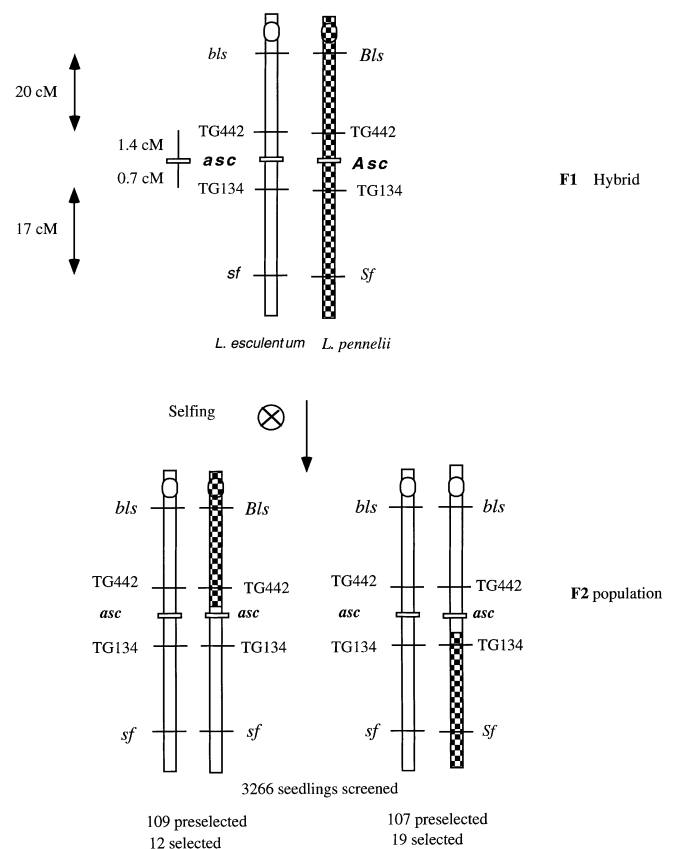 bls Bls
20 cM
TG442 TG442
1.4 cM
asc Asc
0.7 cM
F1 Hybrid
TG134 TG134
17 cM
sf Sf
L. esculentum L. pennelii
Selfing
bls Bls bls bls
TG442 TG442 TG442 TG442
F2 population
asc asc asc asc
TG134 TG134 TG134 TG134
sf sf sf Sf
3266 seedlings screened
109 preselected 107 preselected
12 selected 19 selected